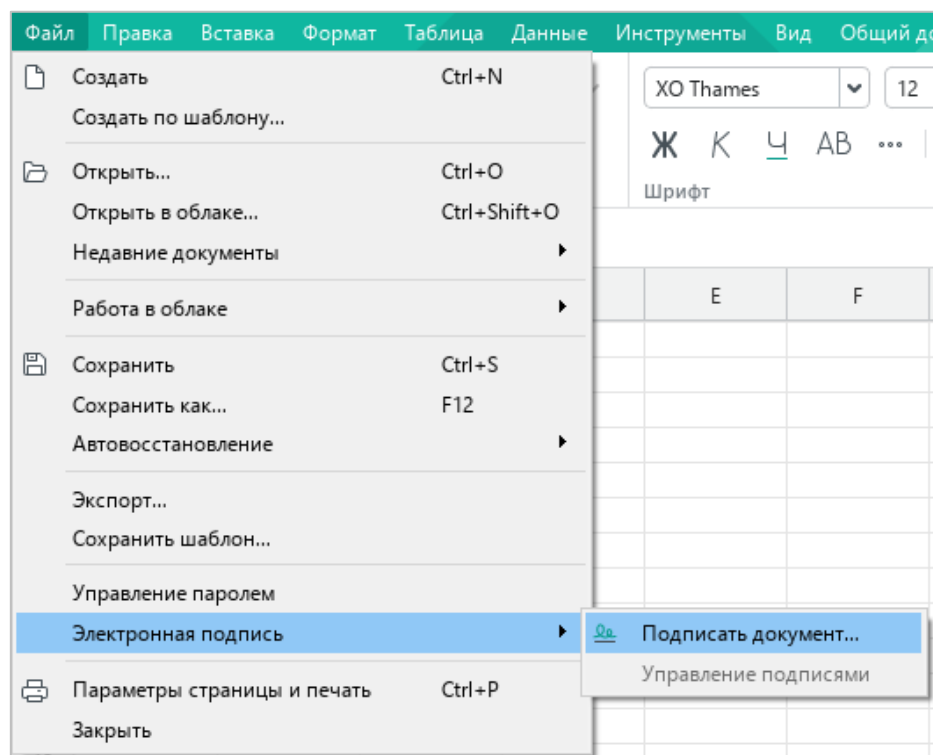 Файл Правка Вставка Формат Таблица Данные Инструменты Вид Общий
Создать Ctrl+N
Создать по шаблону...
Открыть... Ctrl+O
Открыть в облаке... Ctrl+Shift+O
Недавние документы
Работа в облаке
Сохранить Ctrl+S
Сохранить как... F12
Автовосстановление
Экспорт...
Сохранить шаблон...
Управление паролем
Электронная подпись
Параметры страницы и печать Ctrl+P
Закрыть
XO Thames 12
Ж К Ч АВ
Шрифт
E F
Подписать документ...
Управление подписями